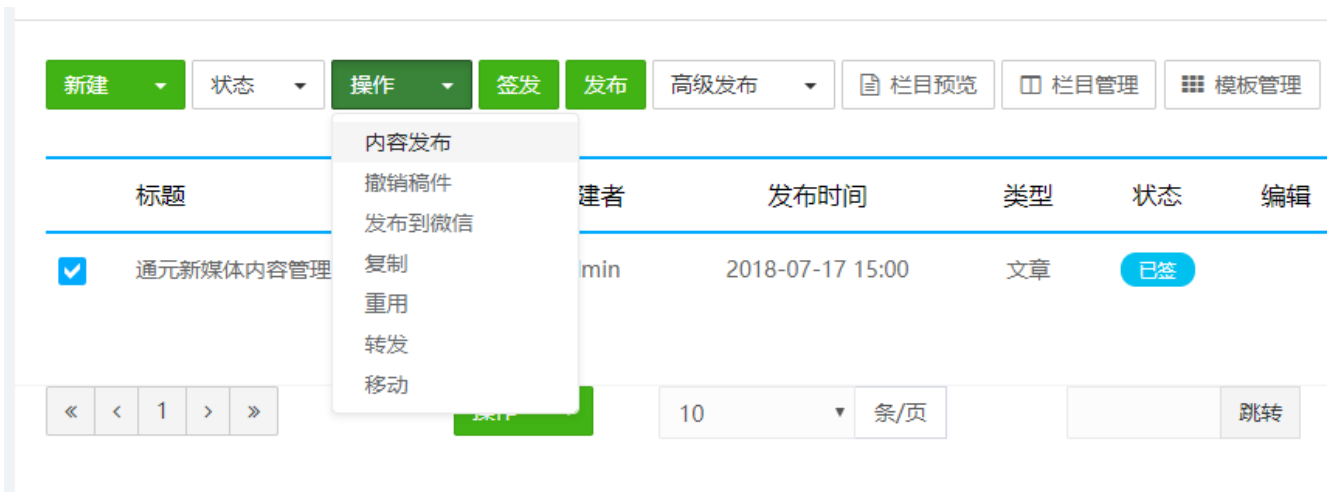 新建 状态 操作 签发 发布 高级发布 栏目预览 栏目管理 模板管理
内容发布
撤销稿件
发布到微信
复制
重用
转发
移动
标题 建者 发布时间 类型 状态 编辑
通元新媒体内容管理 min 2018-07-17 15:00 文章 已签
« < 1 > » 10 条/页 跳转